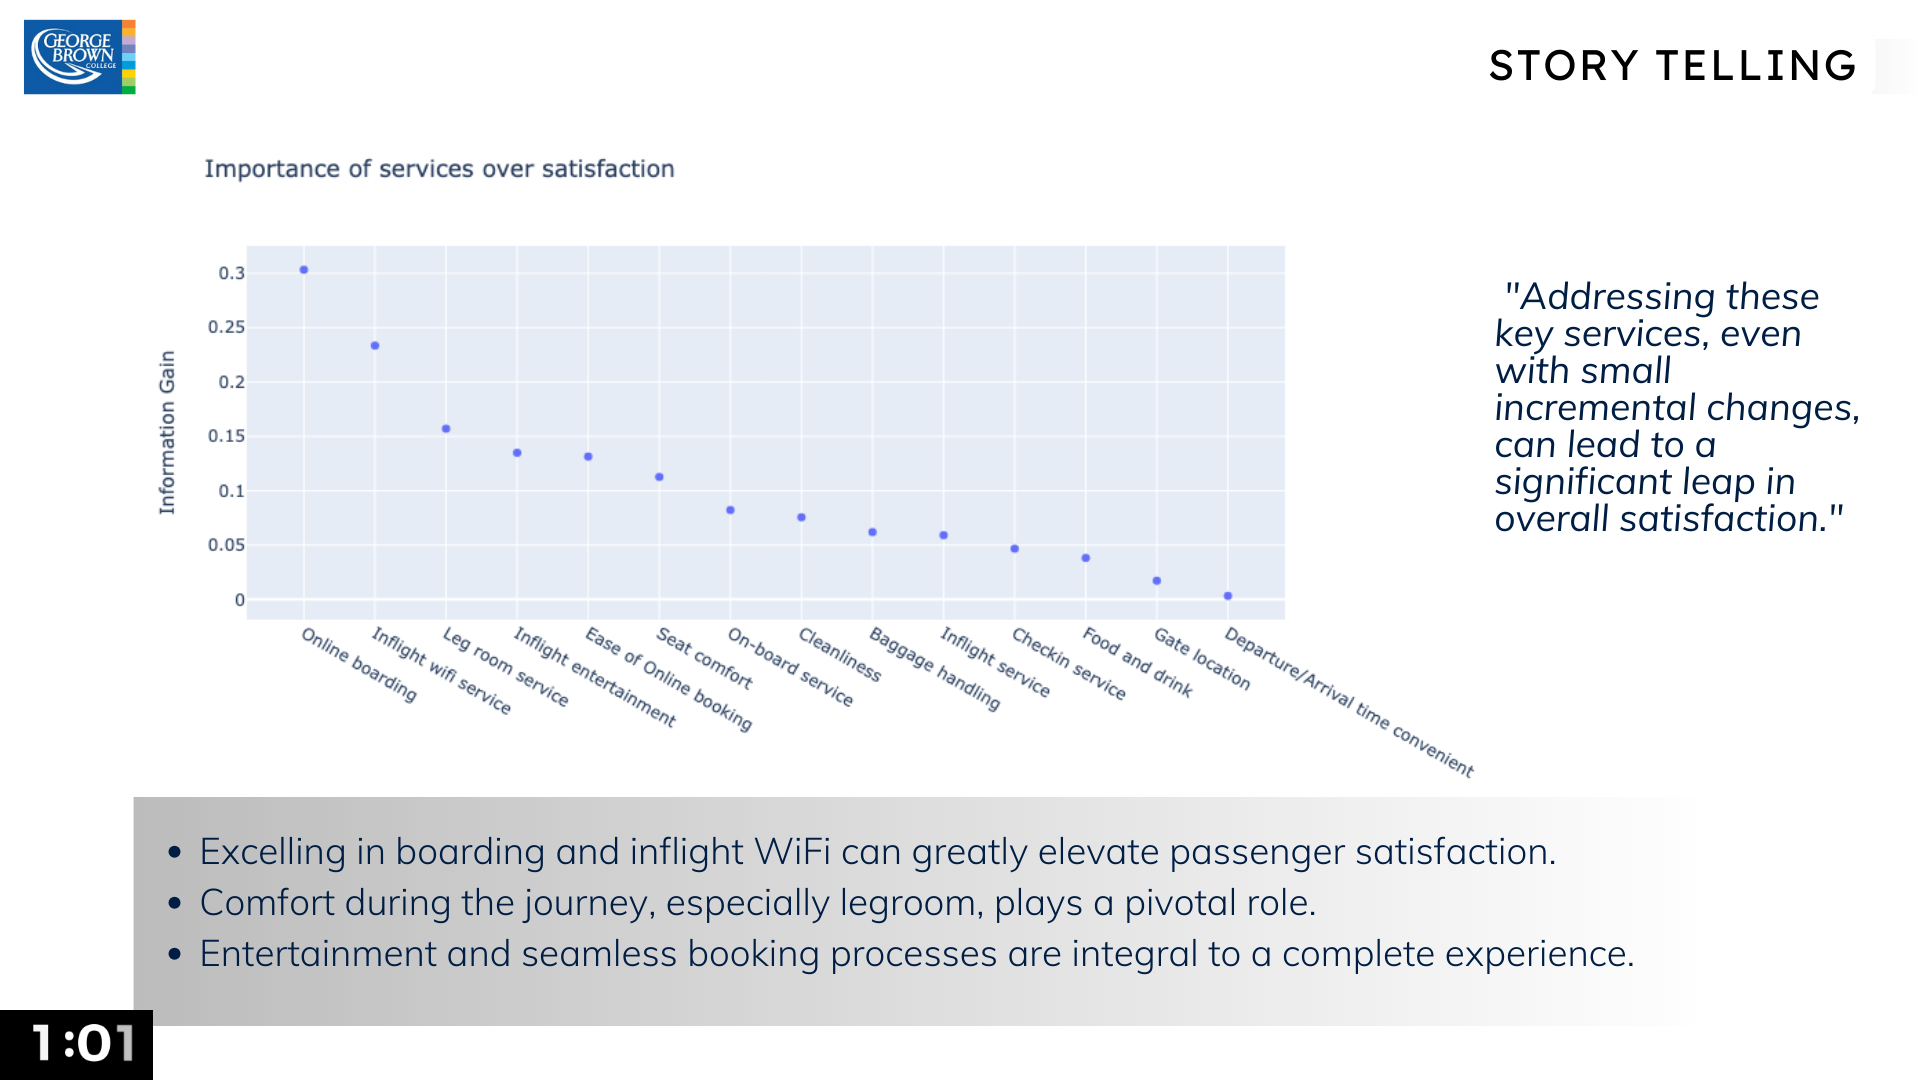 GEORGE
BROWN
COLLEGE
STORY TELLING
Importance of services over satisfaction
Information Gain
0.3
0.25
0.2
0.15
0.1
0.05
0
Online boarding
Inflight wifi service
Leg room service
Inflight entertainment
Ease of Online booking
Seat comfort
On-board service
Cleanliness
Baggage handling
Inflight service
Checkin service
Food and drink
Gate location
Departure/Arrival time convenient
"Addressing these
key services, even
with small
incremental changes,
can lead to a
significant leap in
overall satisfaction."
• Excelling in boarding and inflight WiFi can greatly elevate passenger satisfaction.
• Comfort during the journey, especially legroom, plays a pivotal role.
• Entertainment and seamless booking processes are integral to a complete experience.
1:01